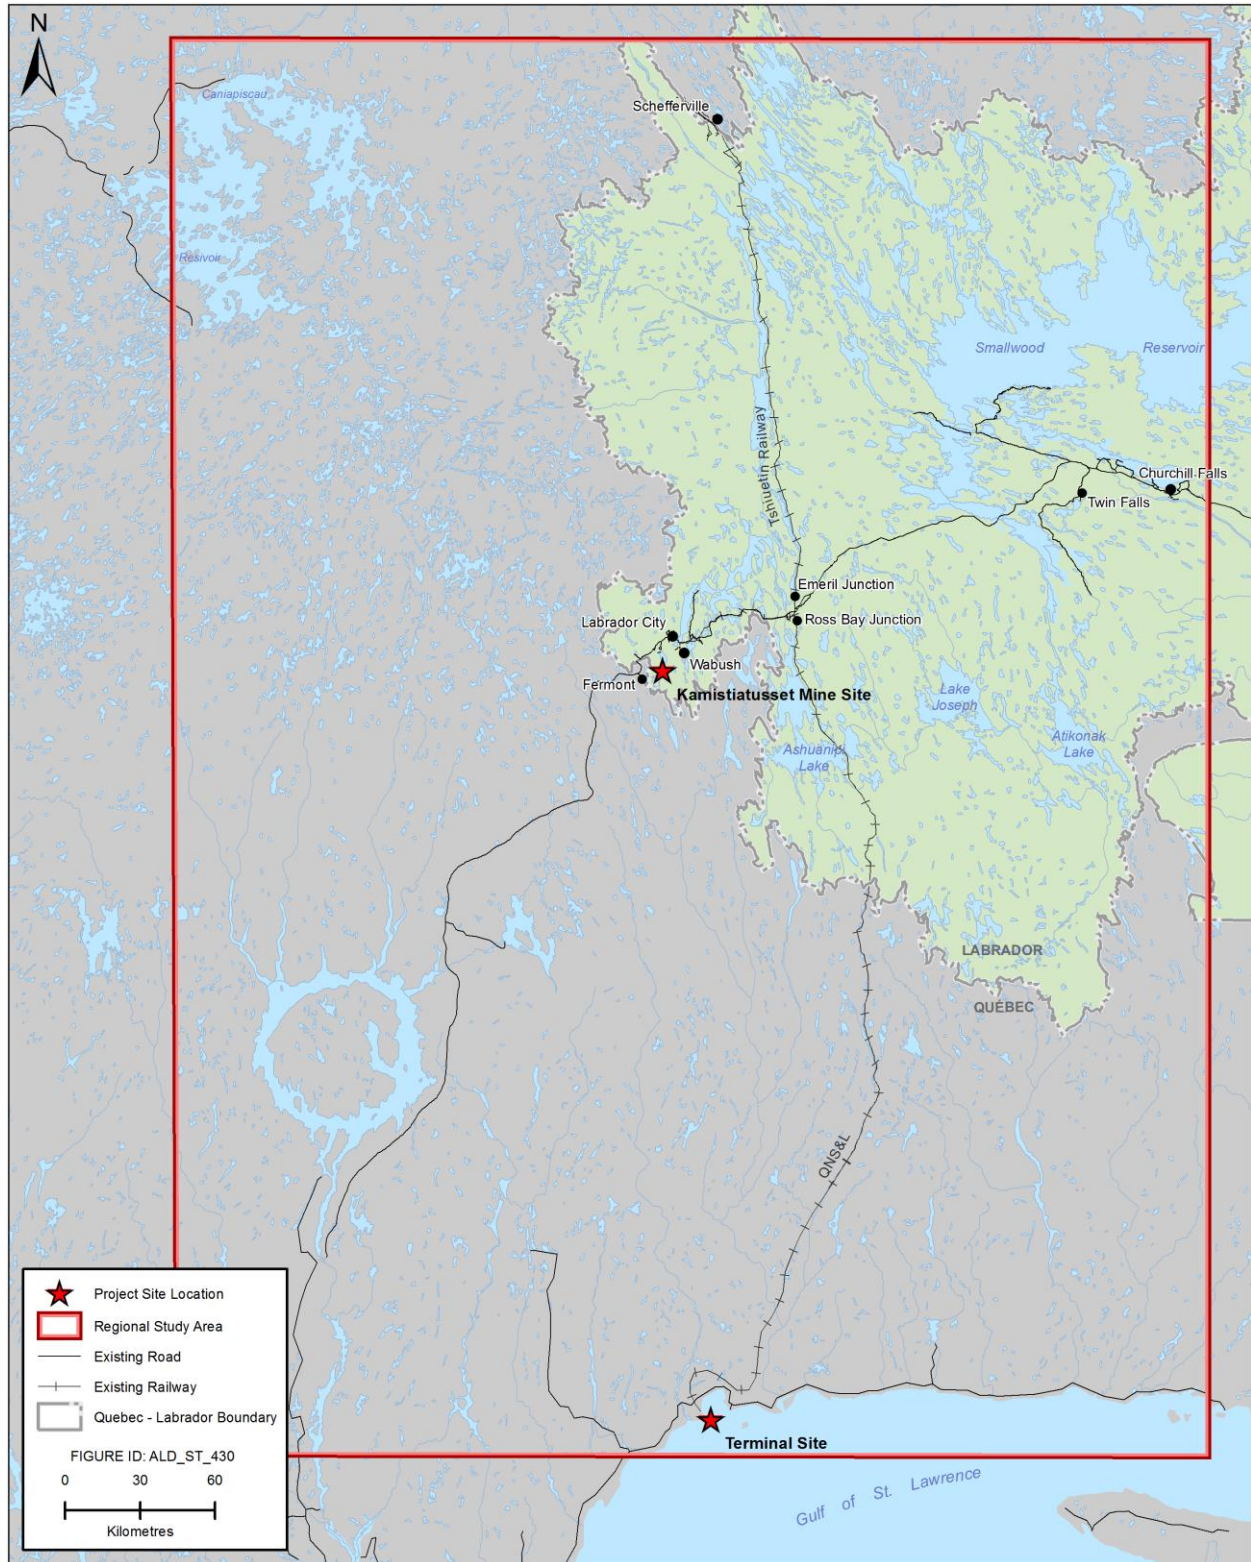 N
Caniapiscau
Schefferville
Resivoir
Smallwood
Reservoir
Tshiuetin Railway
Churchill Falls
Twin Falls
Emeril Junction
Labrador City
Ross Bay Junction
Wabush
Fermont
Kamistiatusset Mine Site
Lake
Joseph
Ashuanipi
Lake
Atikonak
Lake
LABRADOR
QUÉBEC
QNS&L
Project Site Location
Regional Study Area
Existing Road
Existing Railway
Quebec - Labrador Boundary
FIGURE ID: ALD_ST_430
0 30 60
Kilometres
Terminal Site
Gulf of St. Lawrence